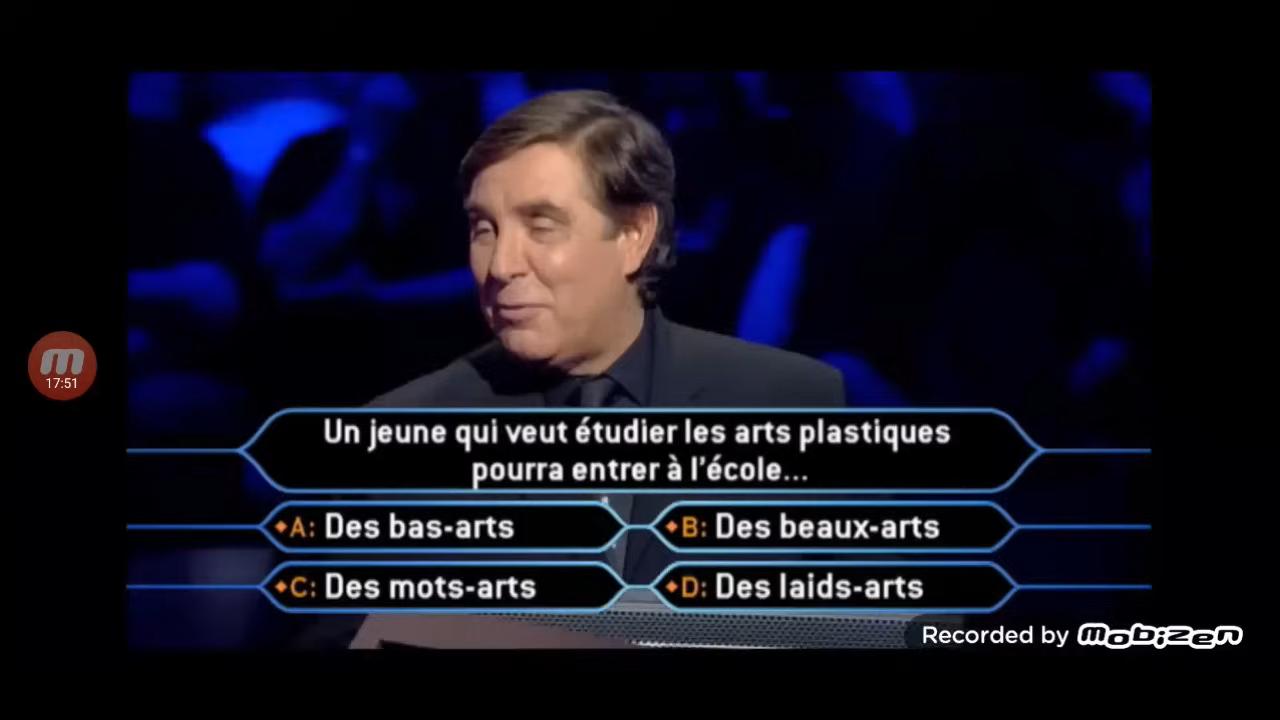 17:51
Un jeune qui veut étudier les arts plastiques
pourra entrer à l'école...
A: Des bas-arts
B: Des beaux-arts
C: Des mots-arts
D: Des laids-arts
Recorded by mobizen